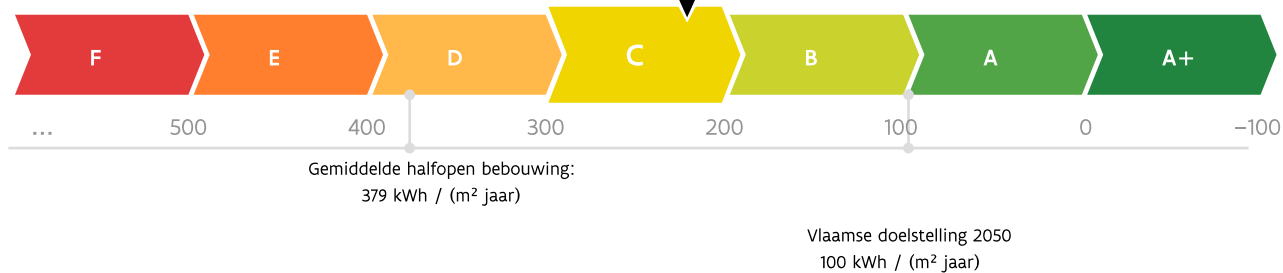 F E D C B A A+
... 500 400 300 200 100 0 −100
Gemiddelde halfopen bebouwing:
379 kWh / (m² jaar)
Vlaamse doelstelling 2050
100 kWh / (m² jaar)